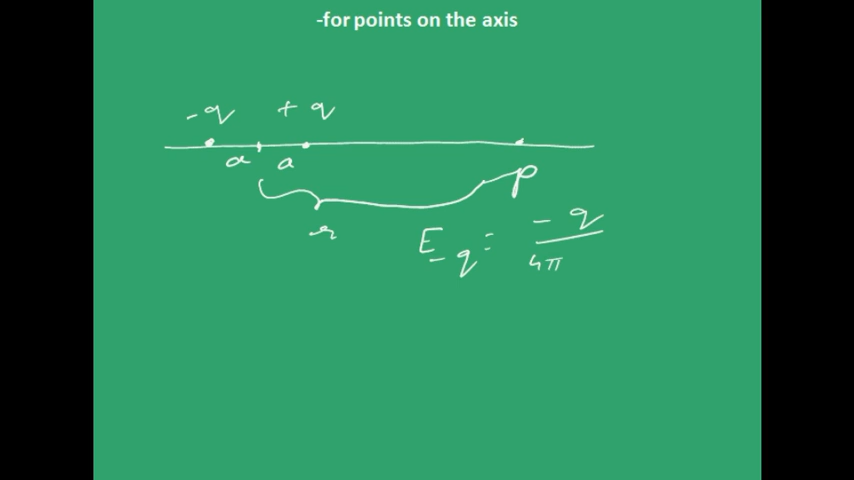 -for points on the axis
-q +q
a a
p
r
E-q = -q
4π